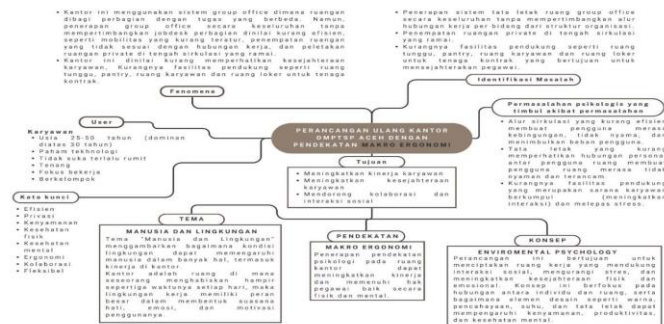 • Kantor ini menggunakan sistem group office dimana ruangan
dibagi perbagian dengan tugas yang berbeda. Namun,
penerapan group office secara keseluruhan tanpa
mempertimbangkan jobdesk perbagian dinilai kurang efisien,
seperti mobilitas yang kurang teratur, penempatan ruangan
yang tidak sesuai dengan hubungan kerja, dan peletakan
ruangan private di tengah sirkulasi yang ramai.
• Kantor ini dinilai kurang memperhatikan kesejahteraan
karyawan. Kurangnya fasilitas pendukung seperti ruang
tunggu, pantry, ruang karyawan dan ruang loker untuk tenaga
kontrak.
Fenomena
• Penerapan sistem tata letak ruang group office
secara keseluruhan tanpa mempertimbangkan alur
hubungan kerja per bidang dari struktur organisasi.
• Penempatan ruangan private di tengah sirkulasi
yang ramai.
• Kurangnya fasilitas pendukung seperti ruang
tunggu, pantry, ruang karyawan dan ruang loker
untuk tenaga kontrak yang bertujuan untuk
mensejahterakan pegawai.
Identifikasi Masalah
User
Karyawan
• Usia 25-50 tahun (dominan
diatas 30 tahun)
• Paham tekhnologi
• Tidak suka terlalu rumit
• Tenang
• Fokus bekerja
• Berkelompok
PERANCANGAN ULANG KANTOR
DMPTSP ACEH DENGAN
PENDEKATAN MAKRO ERGONOMI
Permasalahan psikologi yang
timbul akibat permasalahan
• Alur sirkulasi yang kurang efisien
membuat pengguna merasa
kebingungan, tidak nyaman, dan
menimbulkan beban pengguna.
• Tata letak yang kurang
memperhatikan hubungan personal
antar pengguna ruang membuat
pengguna ruang merasa tidak
nyaman dan terancam.
• Kurangnya fasilitas pendukung
yang merupakan sarana karyawan
berkumpul (meningkatkan
interaksi) dan melepas stress.
Tujuan
• Meningkatkan kinerja karyawan
• Meningkatkan kesejahteraan
karyawan
• Mendorong kolaborasi dan
interaksi sosial
Kata kunci
• Efisien
• Privasi
• Kenyamanan
• Kesehatan
fisik
• Kesehatan
mental
• Ergonomi
• Kolaborasi
• Fleksibel
TEMA
MANUSIA DAN LINGKUNGAN
Tema "Manusia dan Lingkungan"
menggambarkan bagaimana kondisi
lingkungan dapat memengaruhi
manusia dalam banyak hal, termasuk
kinerja di kantor
Kantor adalah ruang di mana
seseorang menghabiskan hampir
sepertiga waktunya setiap hari, maka
lingkungan kerja memiliki peran
besar dalam membentuk suasana
hati, emosi, dan motivasi
penggunanya.
PENDEKATAN
MAKRO ERGONOMI
Penerapan pendekatan
psikologi pada ruang
kantor dapat
meningkatkan kinerja
dan memenuhi hak
pegawai baik secara
fisik dan mental.
KONSEP
ENVIROMENTAL PSYCHOLOGY
Perancangan ini bertujuan untuk
menciptakan ruang kerja yang mendukung
interaksi sosial, mengurangi stres, dan
meningkatkan kesejahteraan fisik dan
emosional. Konsep ini berfokus pada
hubungan antara individu dan ruang, serta
bagaimana elemen desain seperti warna,
pencahayaan, suhu, dan tata letak dapat
mempengaruhi kenyamanan, produktivitas,
dan kesehatan mental.